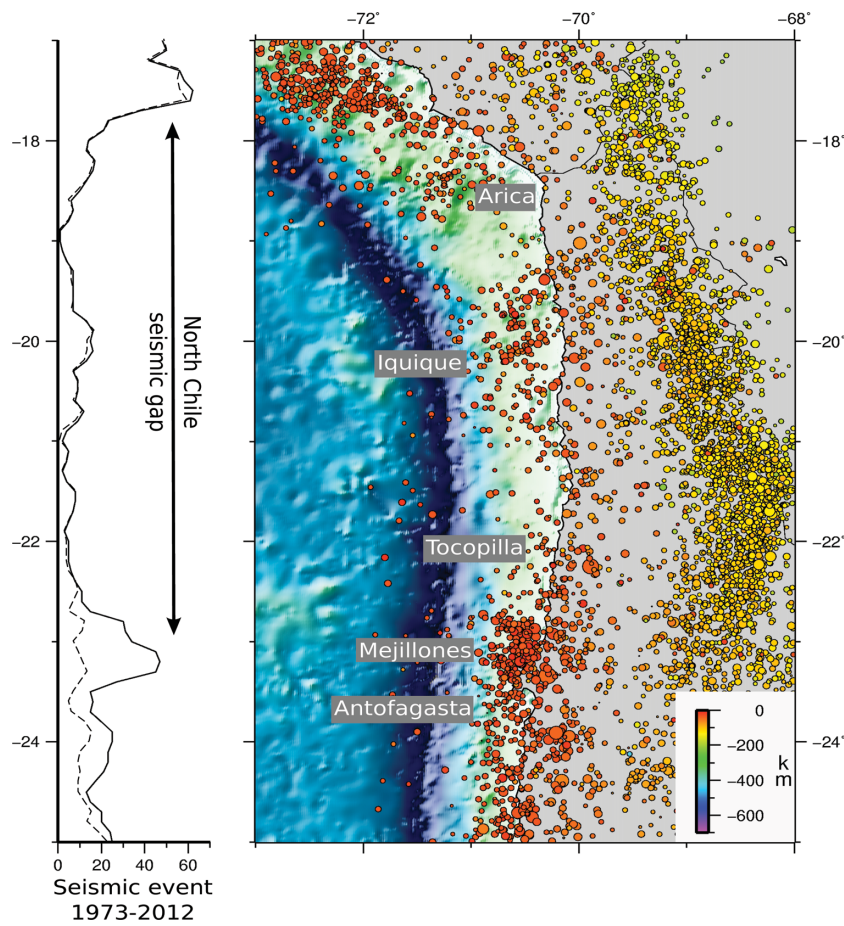 −72˚
−70˚
−68˚
−18
−20
−22
−24
−18˚
−20˚
−22˚
−24˚
North Chile
seismic gap
Arica
Iquique
Tocopilla
Mejillones
Antofagasta
0
−200
−400
−600
k
m
0 20 40 60
Seismic event
1973-2012